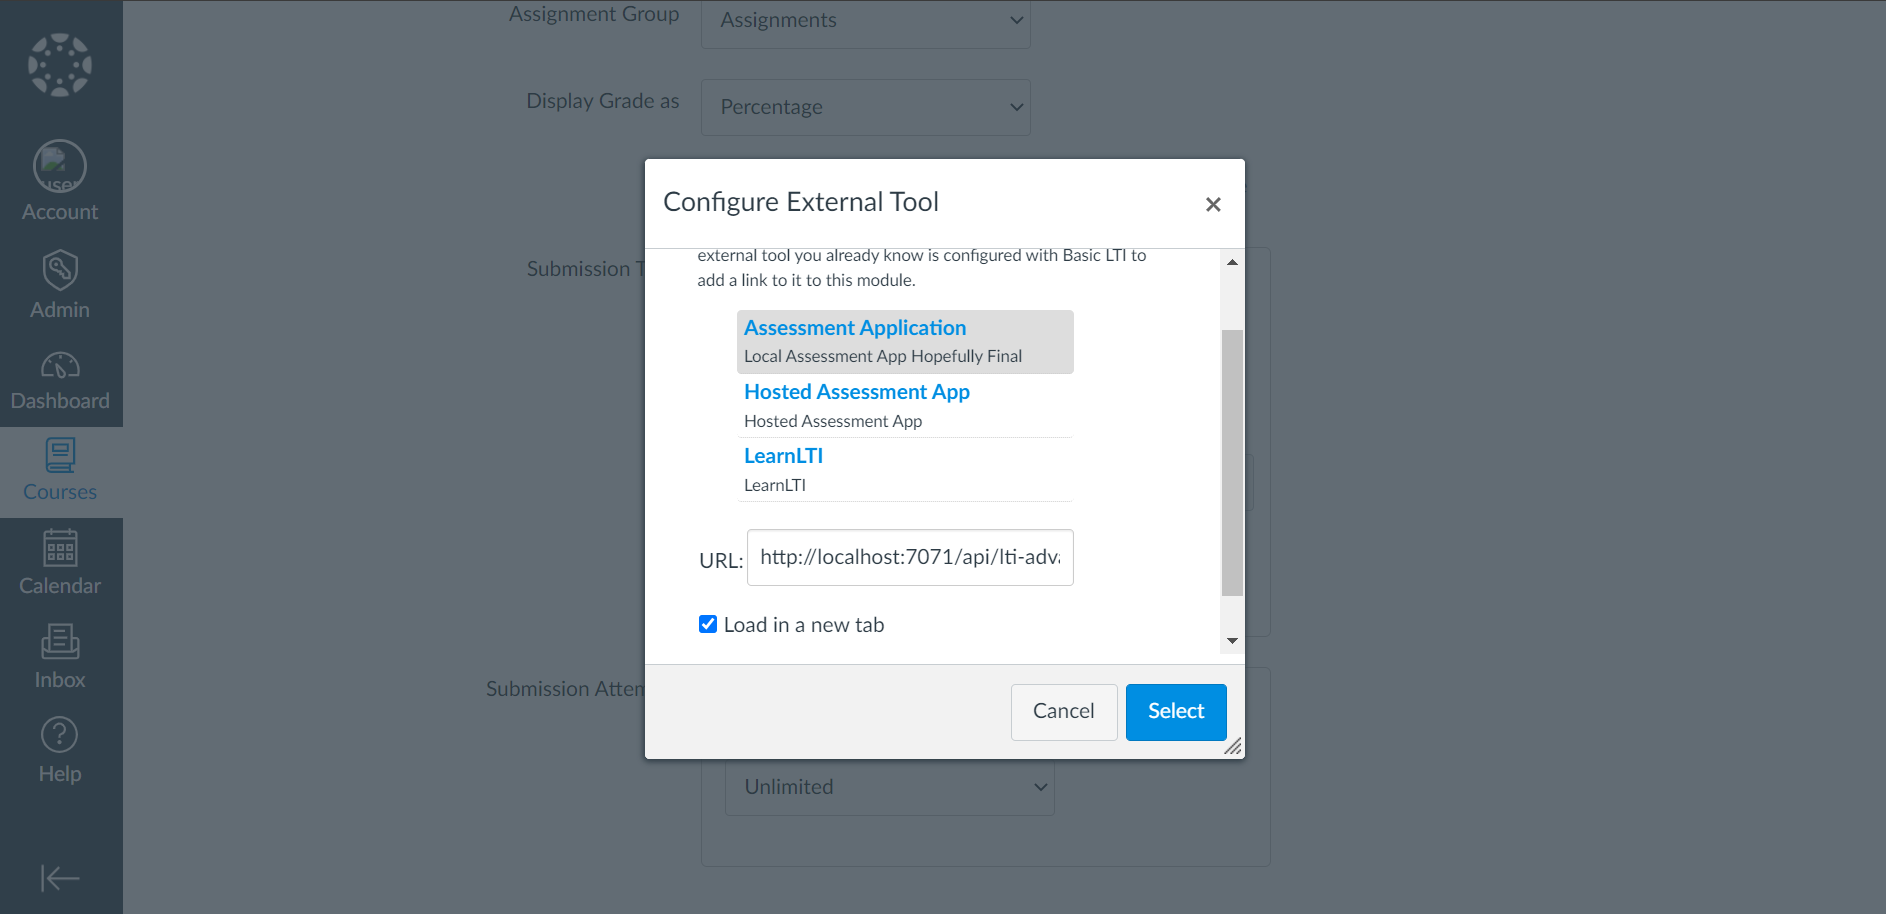 Assignment Group
Assignments
Display Grade as
Percentage
Account
Admin
Dashboard
Courses
Calendar
Inbox
Help
Submission T
Submission Attem
Unlimited
Configure External Tool
×
external tool you already know is configured with Basic LTI to
add a link to it to this module.
Assessment Application
Local Assessment App Hopefully Final
Hosted Assessment App
Hosted Assessment App
LearnLTI
LearnLTI
URL: http://localhost:7071/api/lti-adv
Load in a new tab
Cancel
Select